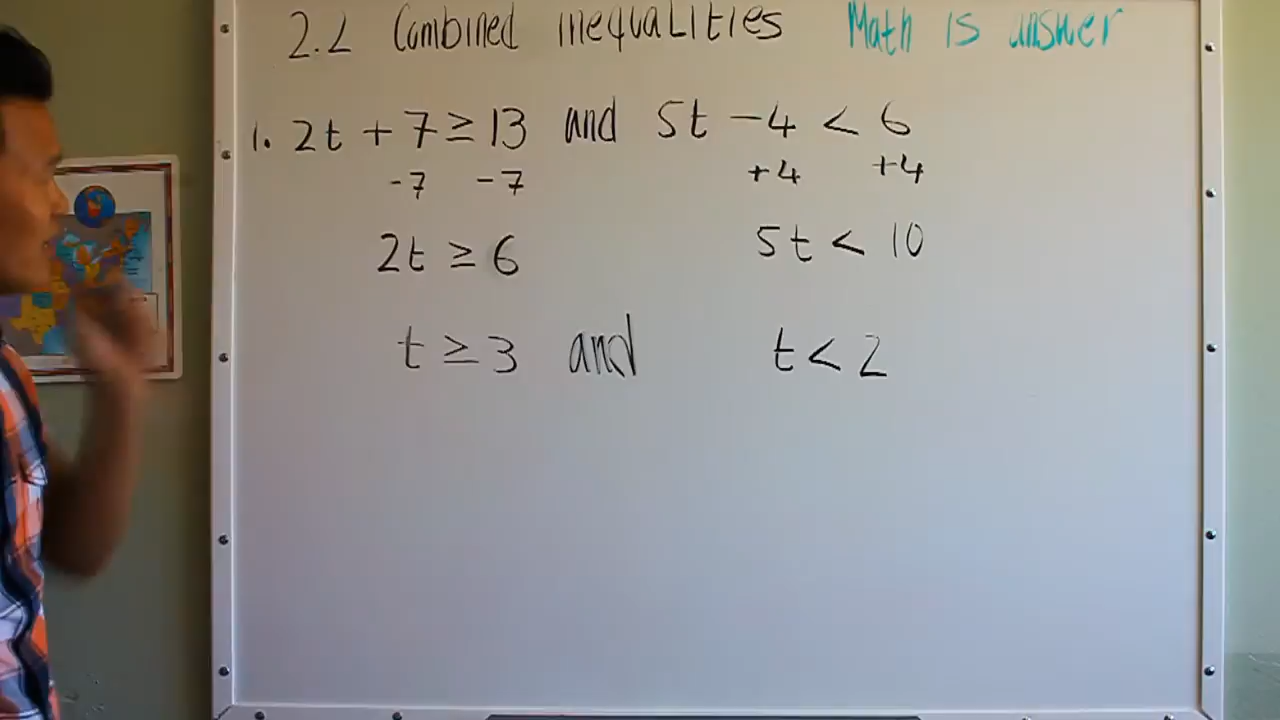 2.2 Combined inequalities Math is answer
1. 2t + 7 ≥ 13 and 5t - 4 < 6
-7 -7 +4 +4
2t ≥ 6 5t < 10
t ≥ 3 and t < 2